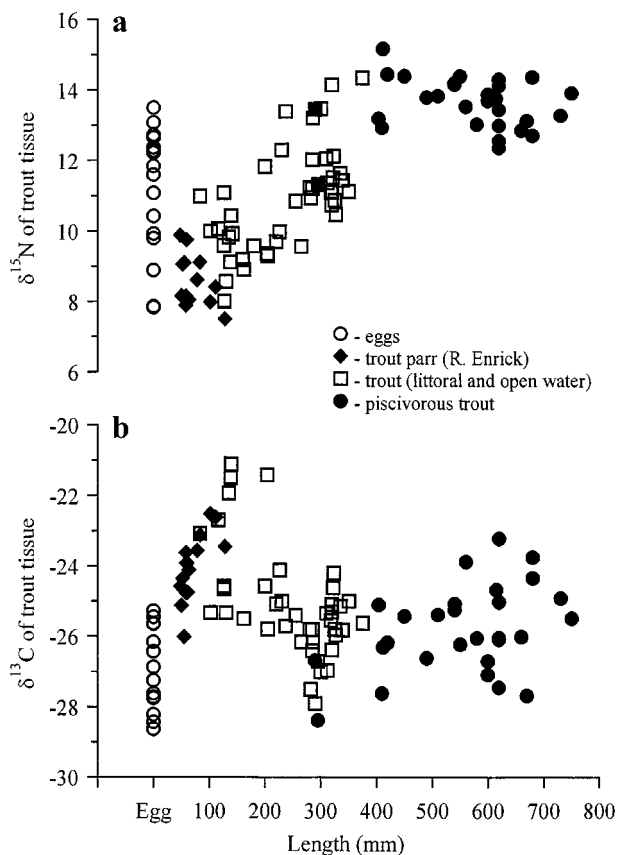 a
16
14
12
10
8
6
δ¹⁵N of trout tissue
- eggs
- trout parr (R. Enrick)
- trout (littoral and open water)
- piscivorous trout
b
-20
-22
-24
-26
-28
-30
δ¹³C of trout tissue
Egg 100 200 300 400 500 600 700 800
Length (mm)